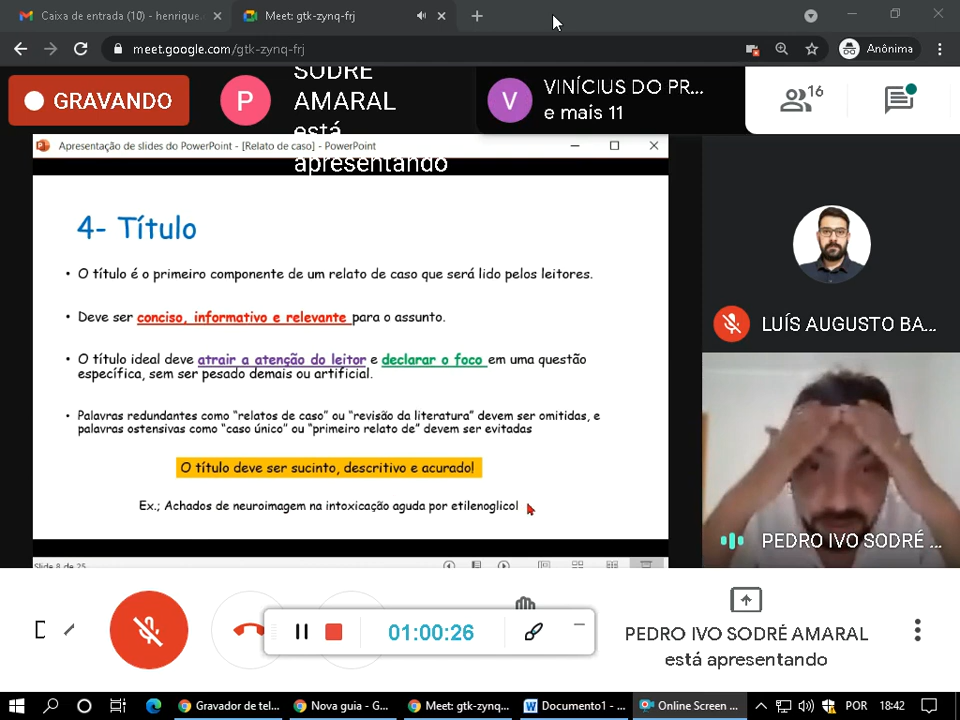 Caixa de entrada (10) - henrique.
Meet: gtk-zynq-frj
meet.google.com/gtk-zynq-frj
Anônima
GRAVANDO
P
SODRÉ
AMARAL
está
apresentando
V
VINÍCIUS DO PR...
e mais 11
16
Apresentação de slides do PowerPoint - [Relato de caso] - PowerPoint
4- Título
• O título é o primeiro componente de um relato de caso que será lido pelos leitores.
• Deve ser conciso, informativo e relevante para o assunto.
• O título ideal deve atrair a atenção do leitor e declarar o foco em uma questão
específica, sem ser pesado demais ou artificial.
• Palavras redundantes como “relatos de caso” ou “revisão da literatura” devem ser omitidas, e
palavras ostensivas como “caso único” ou “primeiro relato de” devem ser evitadas
O título deve ser sucinto, descritivo e acurado!
Ex.; Achados de neuroimagem na intoxicação aguda por etilenoglicol
Slide 8 de 25
LUÍS AUGUSTO BA...
PEDRO IVO SODRÉ ...
01:00:26
PEDRO IVO SODRÉ AMARAL
está apresentando
Gravador de tel...
Nova guia - G...
Meet: gtk-zynq...
Documento1 - ...
Online Screen ...
POR
18:42